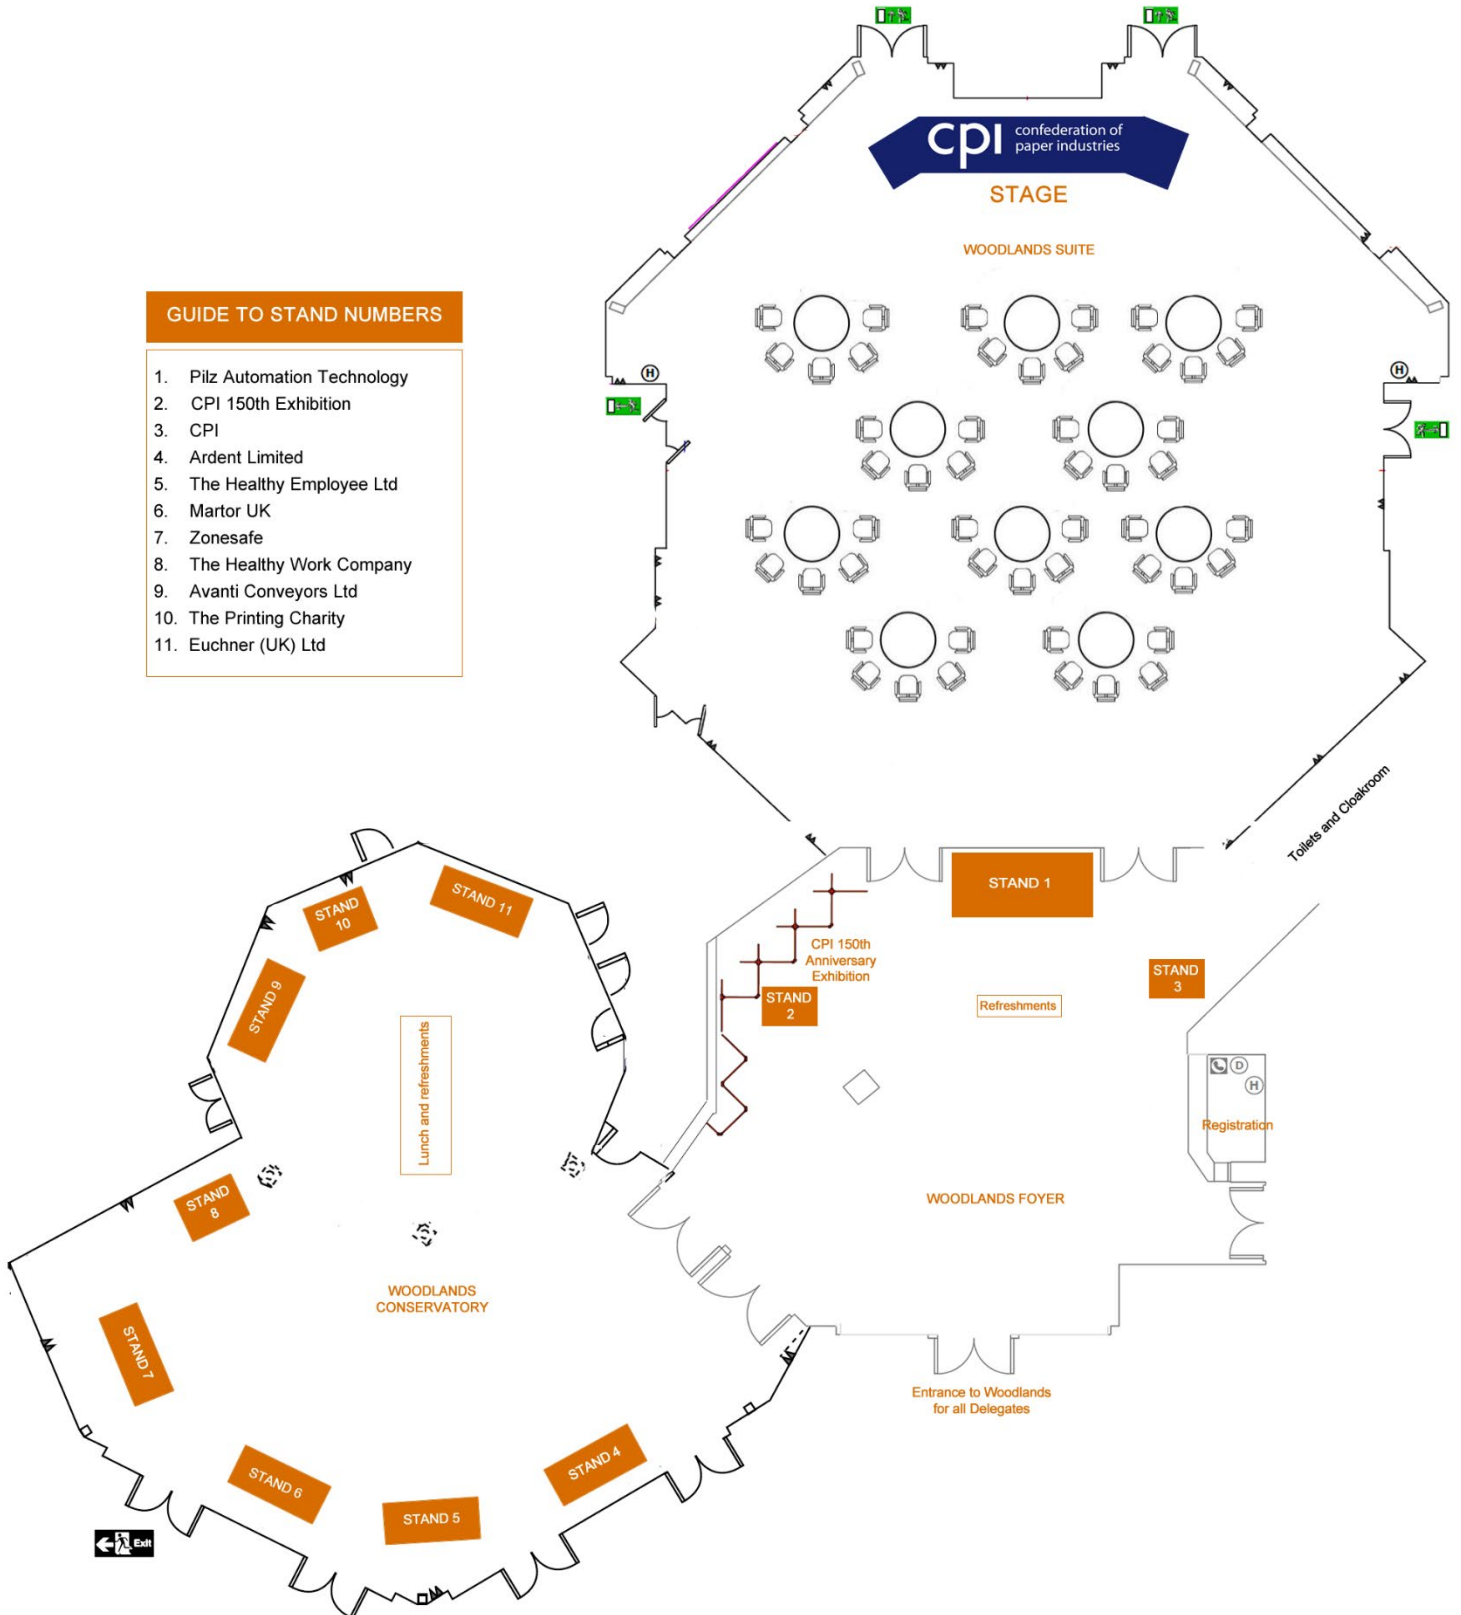 cpi confederation of
paper industries
STAGE
WOODLANDS SUITE
GUIDE TO STAND NUMBERS
1. Pilz Automation Technology
2. CPI 150th Exhibition
3. CPI
4. Ardent Limited
5. The Healthy Employee Ltd
6. Martor UK
7. Zonesafe
8. The Healthy Work Company
9. Avanti Conveyors Ltd
10. The Printing Charity
11. Euchner (UK) Ltd
H
H
Toilets and Cloakroom
STAND 1
STAND 11
STAND
10
CPI 150th
Anniversary
Exhibition
STAND
3
STAND
2
Refreshments
STAND 9
Lunch and refreshments
D
H
Registration
STAND
8
WOODLANDS FOYER
WOODLANDS
CONSERVATORY
STAND 7
Entrance to Woodlands
for all Delegates
STAND 4
STAND 6
STAND 5
Exit